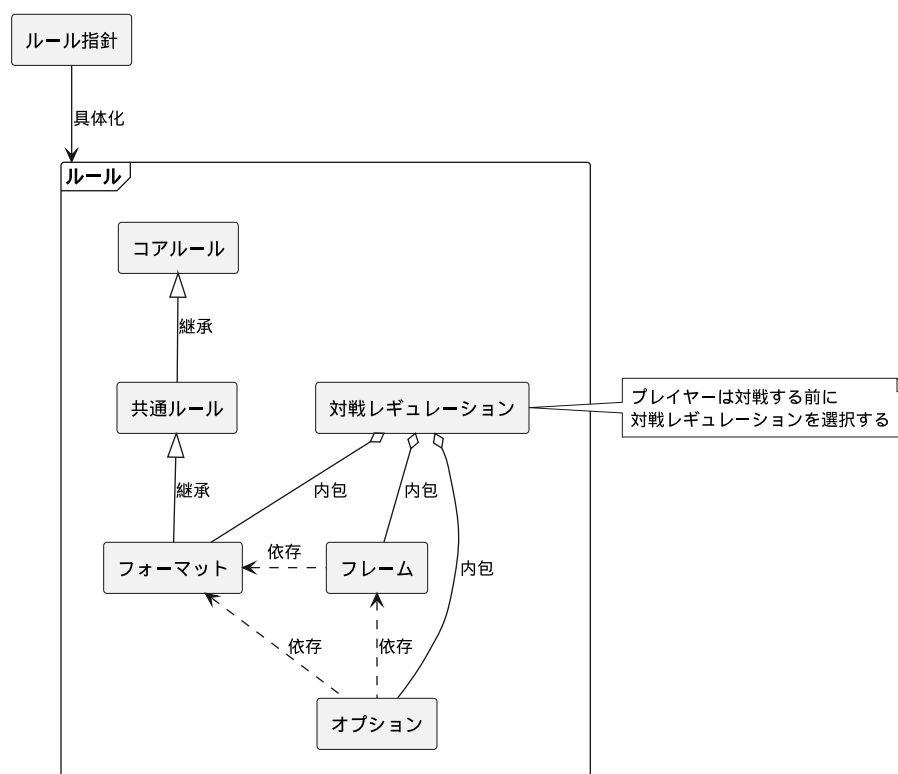 ルール指針
具体化
ルール
コアルール
継承
共通ルール
対戦レギュレーション
プレイヤーは対戦する前に
対戦レギュレーションを選択する
継承
内包
内包
フォーマット
依存
フレーム
内包
依存
依存
オプション